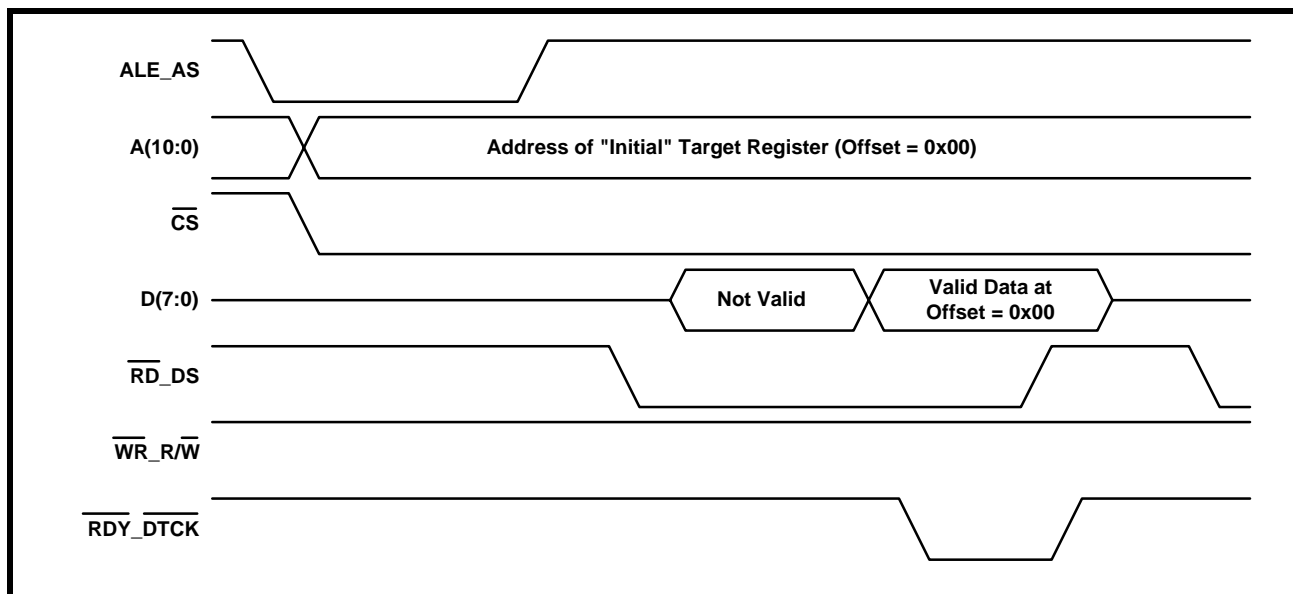 ALE_AS
A(10:0)
Address of "Initial" Target Register (Offset = 0x00)
CS
D(7:0)
Not Valid
Valid Data at
Offset = 0x00
RD_DS
WR_R/W
RDY_DTCK